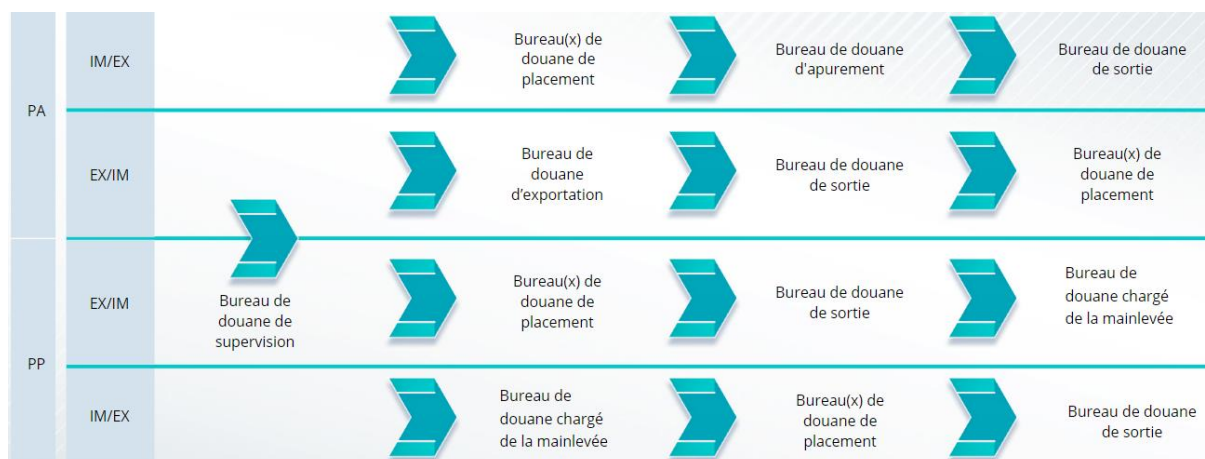 PA
IM/EX
Bureau(x) de
douane de
placement
Bureau de douane
d'apurement
Bureau de douane
de sortie
EX/IM
Bureau de
douane
d’exportation
Bureau de douane
de sortie
Bureau(x) de
douane de
placement
Bureau de
douane de
supervision
PP
EX/IM
Bureau(x) de
douane de
placement
Bureau de douane
de sortie
Bureau de
douane chargé
de la mainlevée
IM/EX
Bureau de
douane chargé
de la mainlevée
Bureau(x) de
douane de
placement
Bureau de douane
de sortie